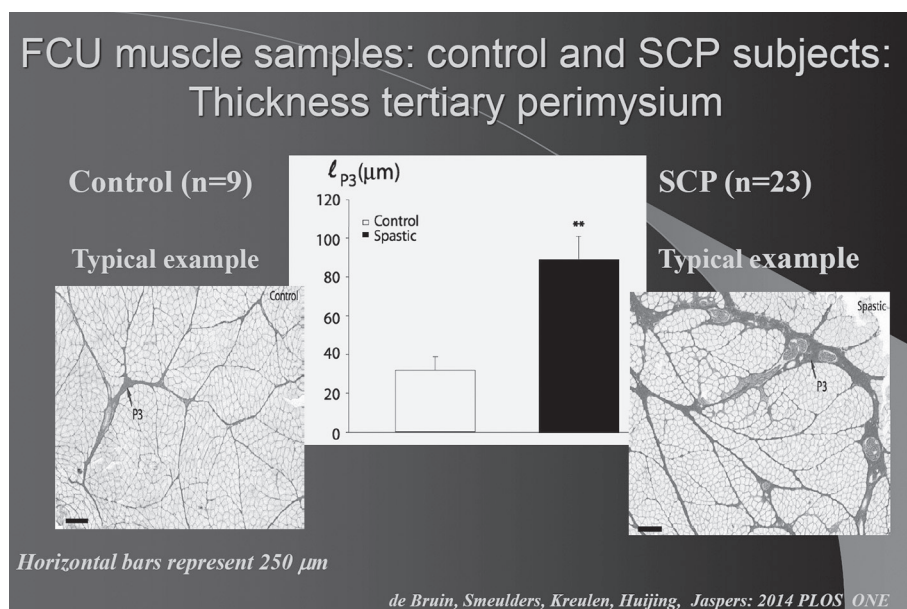 FCU muscle samples: control and SCP subjects:
Thickness tertiary perimysium
Control (n=9)
ℓP3(μm)
SCP (n=23)
120
100
80
60
40
20
0
Control
Spastic
**
Typical example
Typical example
Control
P3
Spastic
P3
Horizontal bars represent 250 μm
de Bruin, Smeulders, Kreulen, Huijing, Jaspers: 2014 PLOS ONE